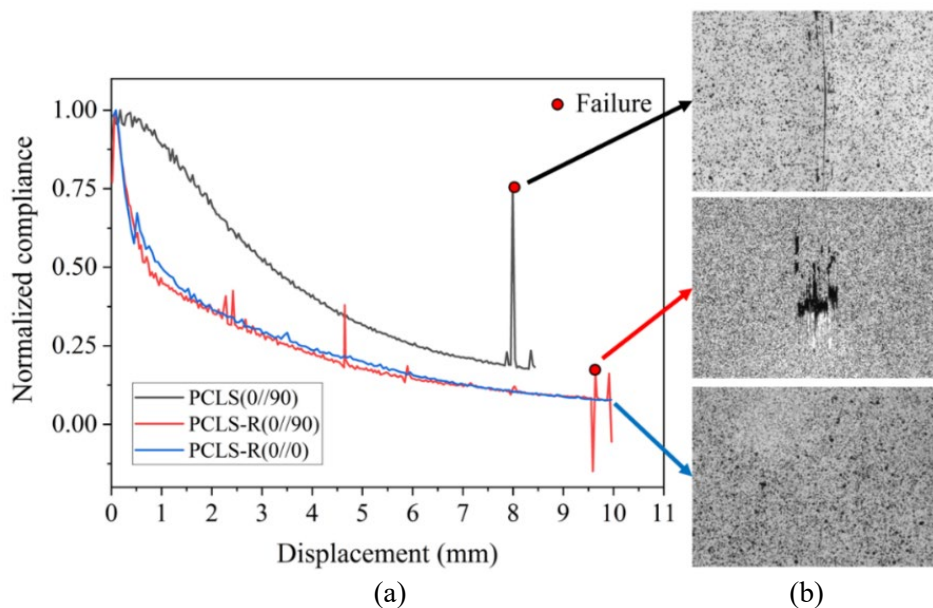 1.00
0.75
0.50
0.25
0.00
Normalized compliance
Failure
PCLS(0//90)
PCLS-R(0//90)
PCLS-R(0//0)
0 1 2 3 4 5 6 7 8 9 10 11
Displacement (mm)
(a) (b)